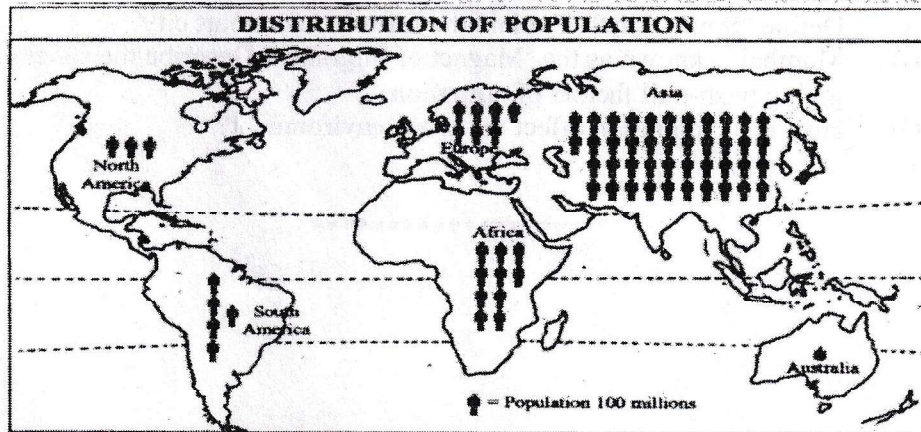 DISTRIBUTION OF POPULATION
Asia
Europe
North
America
Africa
South
America
Australia
= Population 100 millions